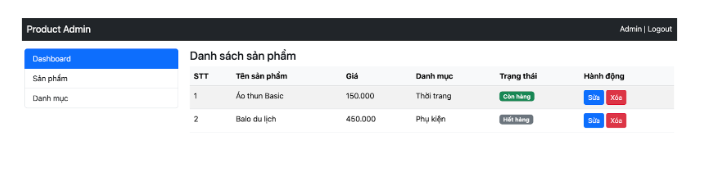 Product Admin
Admin | Logout
Dashboard
Sản phẩm
Danh mục
Danh sách sản phẩm
STT Tên sản phẩm Giá Danh mục Trạng thái Hành động
1 Áo thun Basic 150.000 Thời trang Còn hàng Sửa Xóa
2 Balo du lịch 450.000 Phụ kiện Hết hàng Sửa Xóa